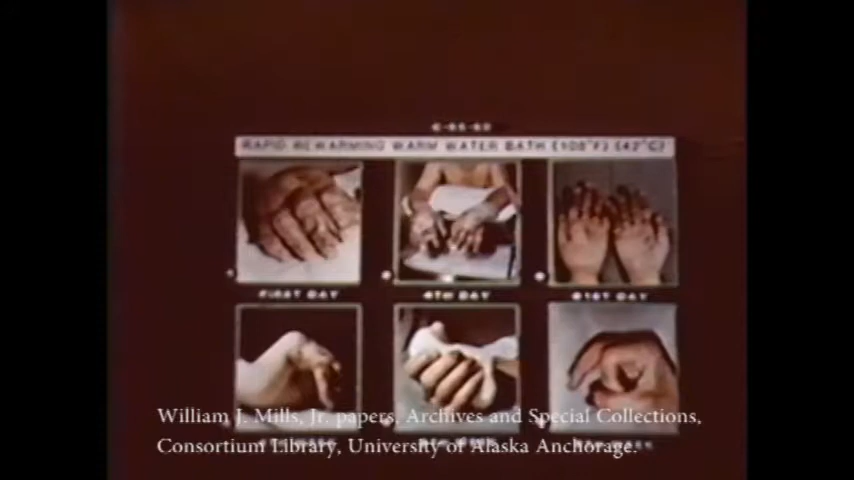 RAPID REWARMING WARM WATER BATH (108°F) (42°C)
FIRST DAY
4TH DAY
21ST DAY
William J. Mills, Jr. papers, Archives and Special Collections,
Consortium Library, University of Alaska Anchorage.